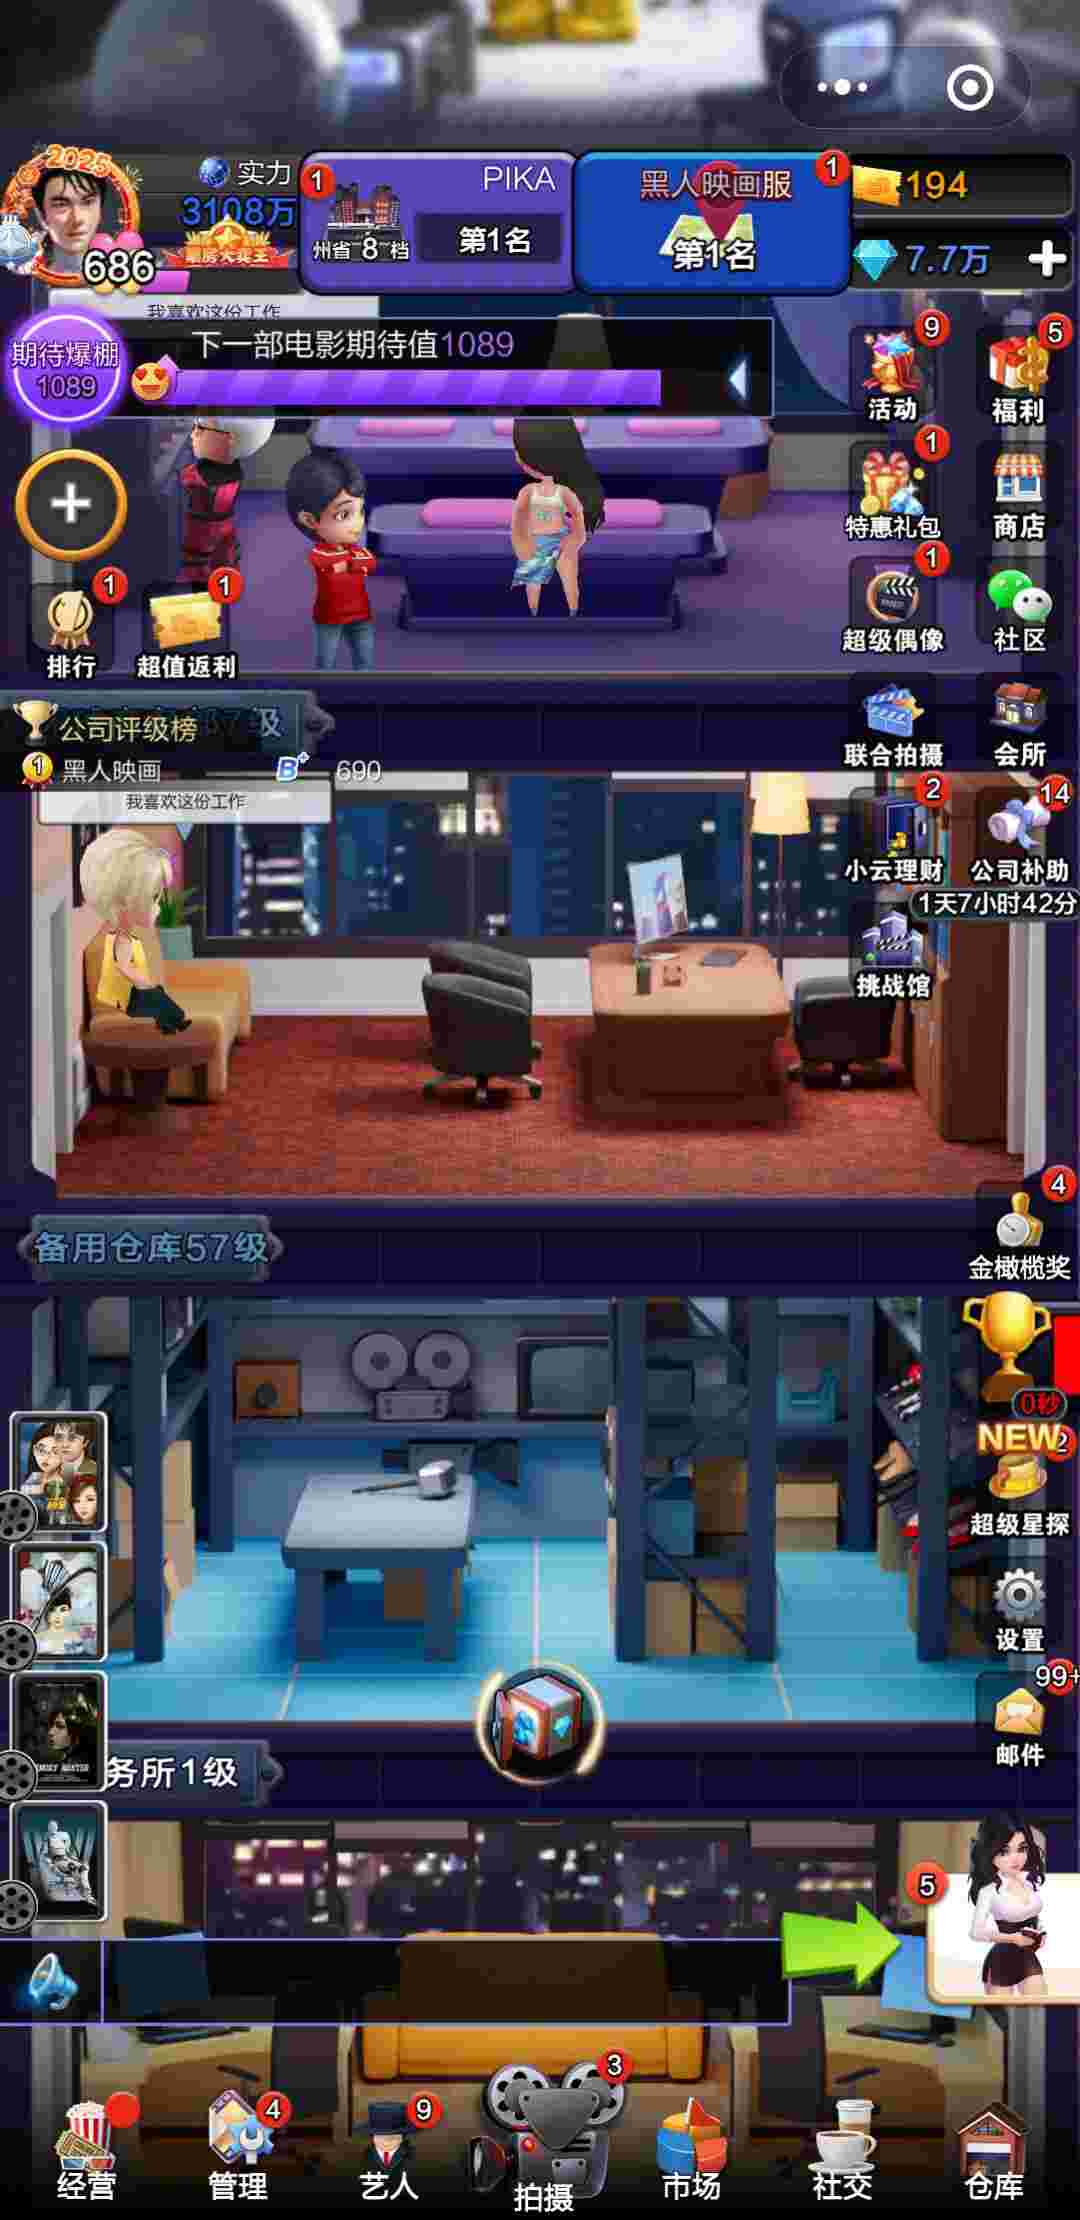 2025
实力
3108万
票房大卖王
686
1
PIKA
州省 8 档
第1名
1
黑人映画服
第1名
194
7.7万
我喜欢这份工作
期待爆棚
1089
下一部电影期待值1089
9
活动
5
福利
1
特惠礼包
商店
1
超级偶像
社区
1
排行
1
超值返利
联合拍摄
会所
7级
公司评级榜
1
黑人映画
B+
690
我喜欢这份工作
2
小云理财
14
公司补助
1天7小时42分
挑战馆
4
金橄榄奖
备用仓库57级
0秒
NEW
2
超级星探
设置
99+
邮件
务所1级
5
经营
4
管理
9
艺人
3
拍摄
市场
社交
仓库